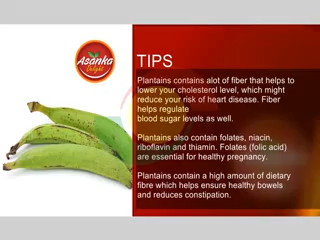 Asanka
Delight
TIPS
Plantains contains alot of fiber that helps to
lower your cholesterol level, which might
reduce your risk of heart disease. Fiber
helps regulate
blood sugar levels as well.
Plantains also contain folates, niacin,
riboflavin and thiamin. Folates (folic acid)
are essential for healthy pregnancy.
Plantains contain a high amount of dietary
fibre which helps ensure healthy bowels
and reduces constipation.